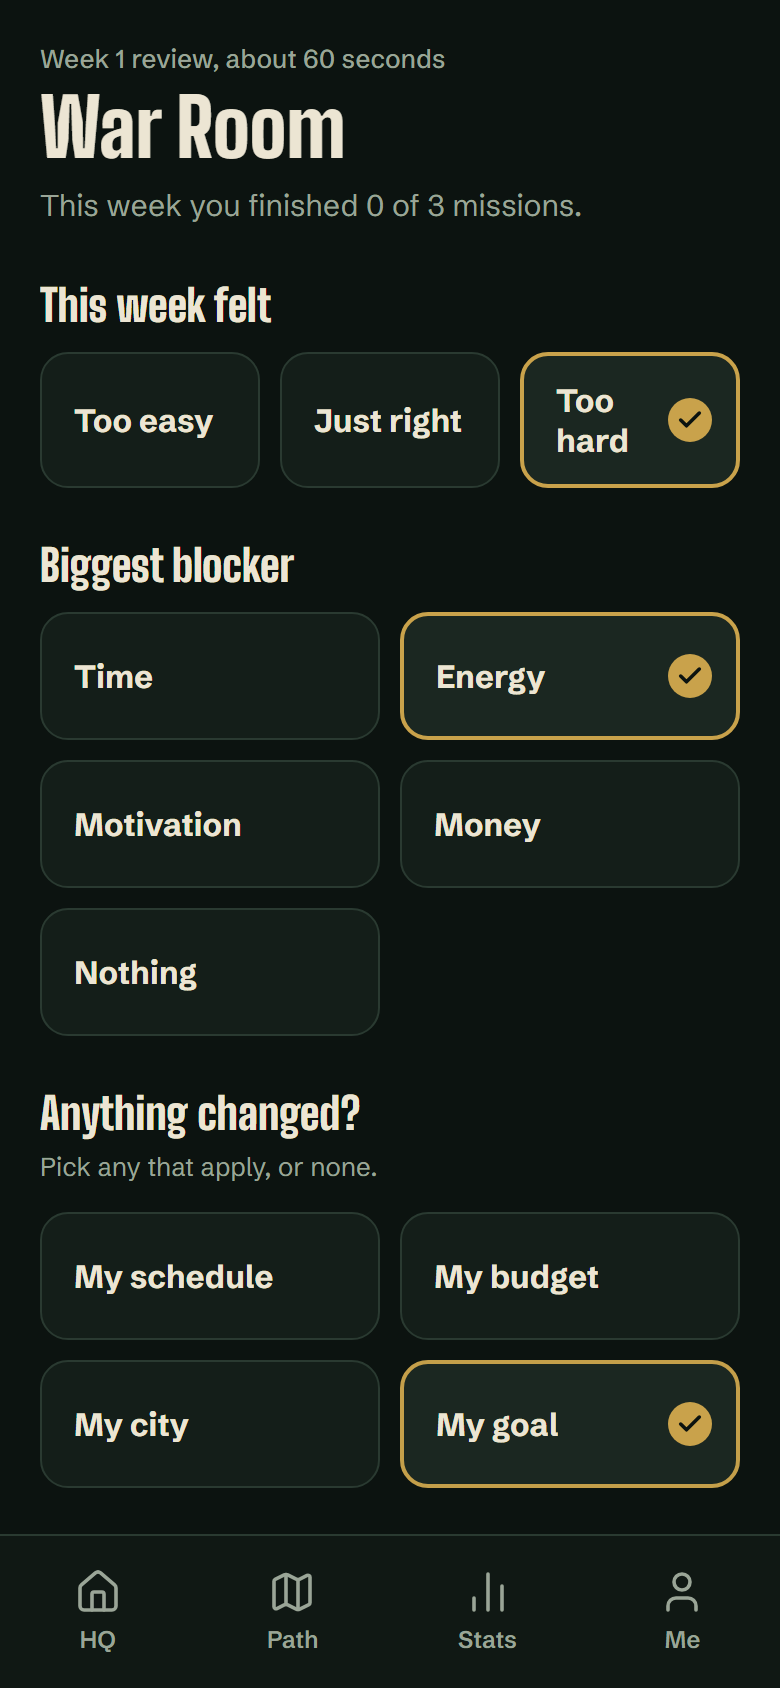 Week 1 review, about 60 seconds
War Room
This week you finished 0 of 3 missions.
This week felt
Too easy
Just right
Too
hard
Biggest blocker
Time
Energy
Motivation
Money
Nothing
Anything changed?
Pick any that apply, or none.
My schedule
My budget
My city
My goal
HQ
Path
Stats
Me